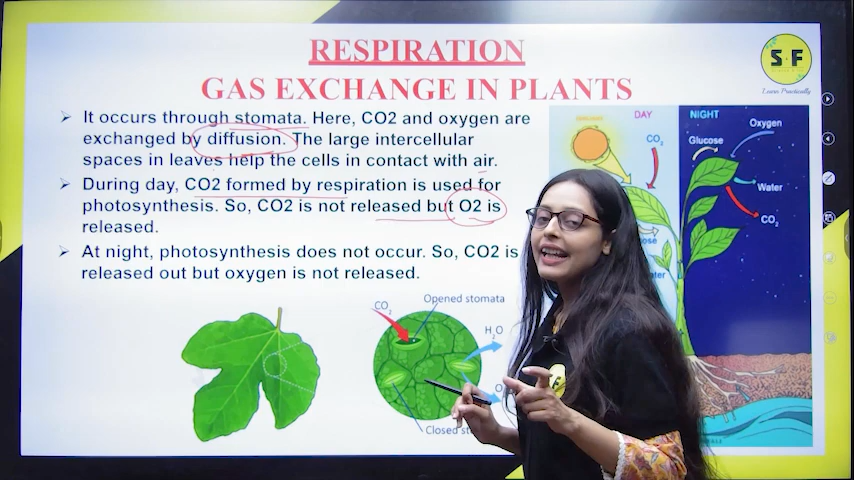 RESPIRATION
GAS EXCHANGE IN PLANTS
➢ It occurs through stomata. Here, CO2 and oxygen are
exchanged by diffusion. The large intercellular
spaces in leaves help the cells in contact with air.
➢ During day, CO2 formed by respiration is used for
photosynthesis. So, CO2 is not released but O2 is
released.
➢ At night, photosynthesis does not occur. So, CO2 is
released out but oxygen is not released.
S F
Learn Practically
DAY
CO2
NIGHT
Oxygen
Glucose
Water
CO2
CO2
Opened stomata
H2O